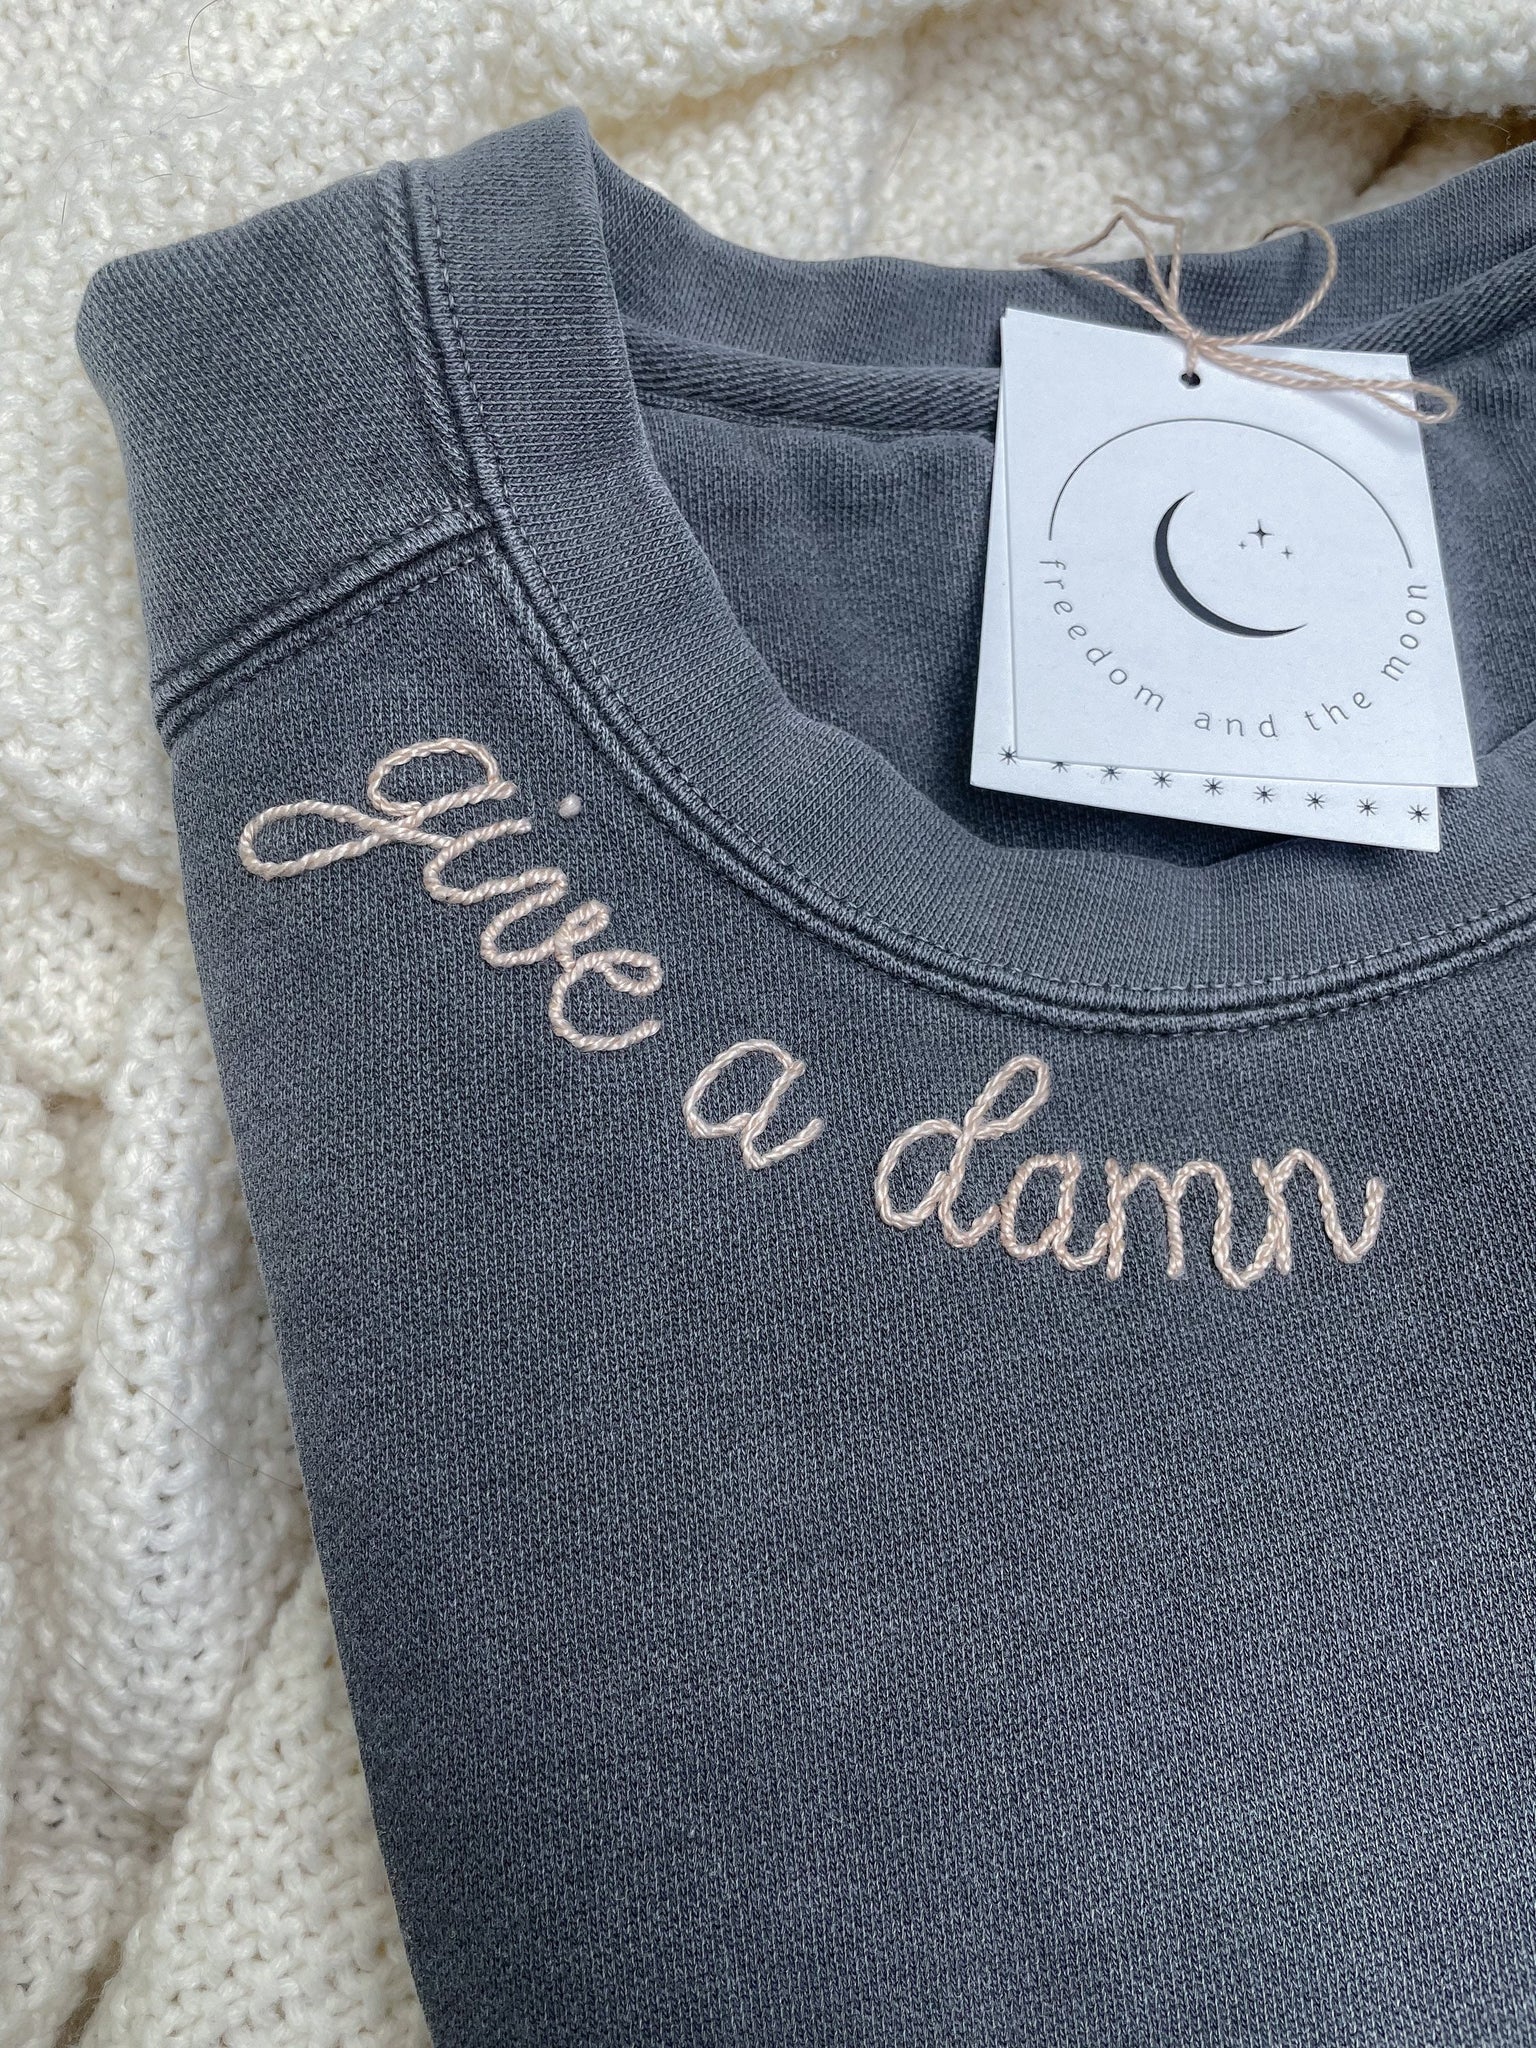 give a damn
freedom and the moon